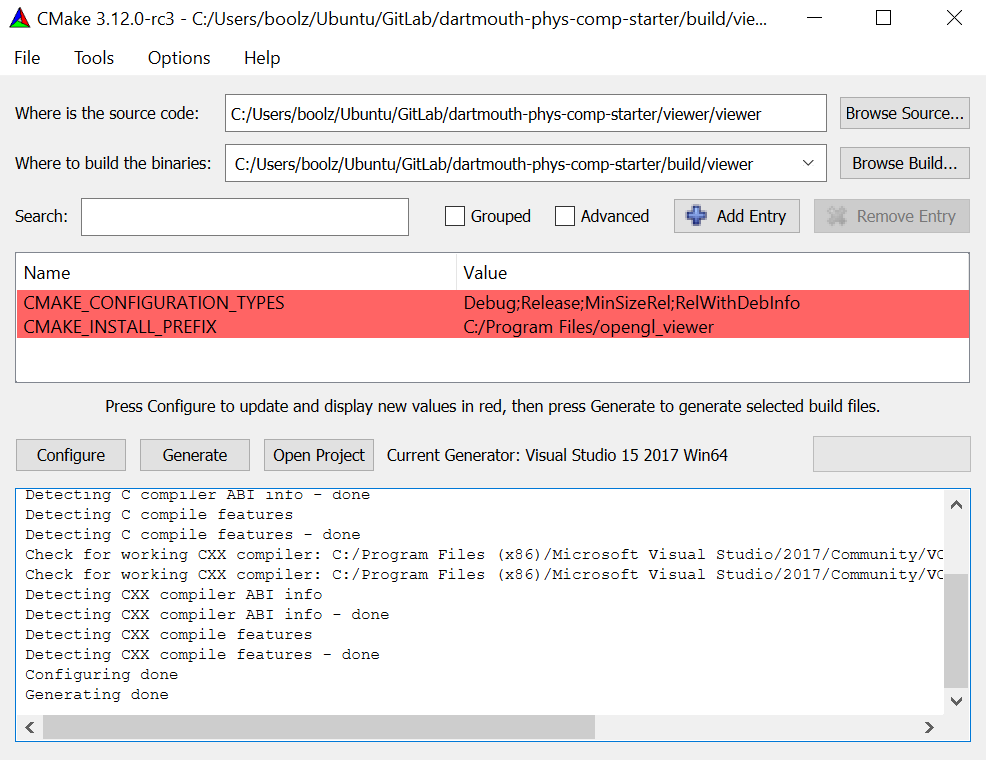 CMake 3.12.0-rc3 - C:/Users/boolz/Ubuntu/GitLab/dartmouth-phys-comp-starter/build/vie...
File Tools Options Help
Where is the source code: C:/Users/boolz/Ubuntu/GitLab/dartmouth-phys-comp-starter/viewer/viewer Browse Source...
Where to build the binaries: C:/Users/boolz/Ubuntu/GitLab/dartmouth-phys-comp-starter/build/viewer Browse Build...
Search: Grouped Advanced Add Entry Remove Entry
Name Value
CMAKE_CONFIGURATION_TYPES Debug;Release;MinSizeRel;RelWithDebInfo
CMAKE_INSTALL_PREFIX C:/Program Files/opengl_viewer
Press Configure to update and display new values in red, then press Generate to generate selected build files.
Configure Generate Open Project Current Generator: Visual Studio 15 2017 Win64
Detecting C compiler ABI info - done
Detecting C compile features
Detecting C compile features - done
Check for working CXX compiler: C:/Program Files (x86)/Microsoft Visual Studio/2017/Community/VC
Check for working CXX compiler: C:/Program Files (x86)/Microsoft Visual Studio/2017/Community/VC
Detecting CXX compiler ABI info
Detecting CXX compiler ABI info - done
Detecting CXX compile features
Detecting CXX compile features - done
Configuring done
Generating done